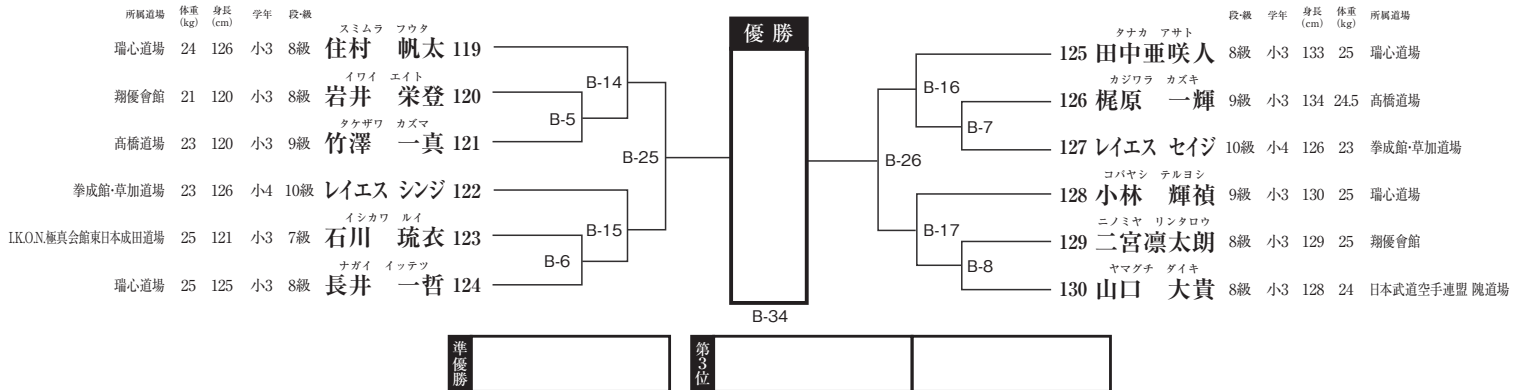 所属道場 体重(kg) 身長(cm) 学年 段・級
スミムラ フウタ
瑞心道場 24 126 小3 8級 住村 帆太 119
イワイ エイト
翔優會館 21 120 小3 8級 岩井 栄登 120
タケザワ カズマ
髙橋道場 23 120 小3 9級 竹澤 一真 121
拳成館・草加道場 23 126 小4 10級 レイエス シンジ 122
イシカワ ルイ
I.K.O.N.極真会館東日本成田道場 25 121 小3 7級 石川 琉衣 123
ナガイ イッテツ
瑞心道場 25 125 小3 8級 長井 一哲 124
B-14
B-5
B-25
B-15
B-6
優勝
B-34
B-16
B-7
B-26
B-17
B-8
段・級 学年 身長(cm) 体重(kg) 所属道場
タナカ アサト
125 田中亜咲人 8級 小3 133 25 瑞心道場
カジワラ カズキ
126 梶原 一輝 9級 小3 134 24.5 髙橋道場
127 レイエス セイジ 10級 小4 126 23 拳成館・草加道場
コバヤシ テルヨシ
128 小林 輝禎 9級 小3 130 25 瑞心道場
ニノミヤ リンタロウ
129 二宮凛太朗 8級 小3 129 25 翔優會館
ヤマグチ ダイキ
130 山口 大貴 8級 小3 128 24 日本武道空手連盟 隗道場
準優勝
第3位